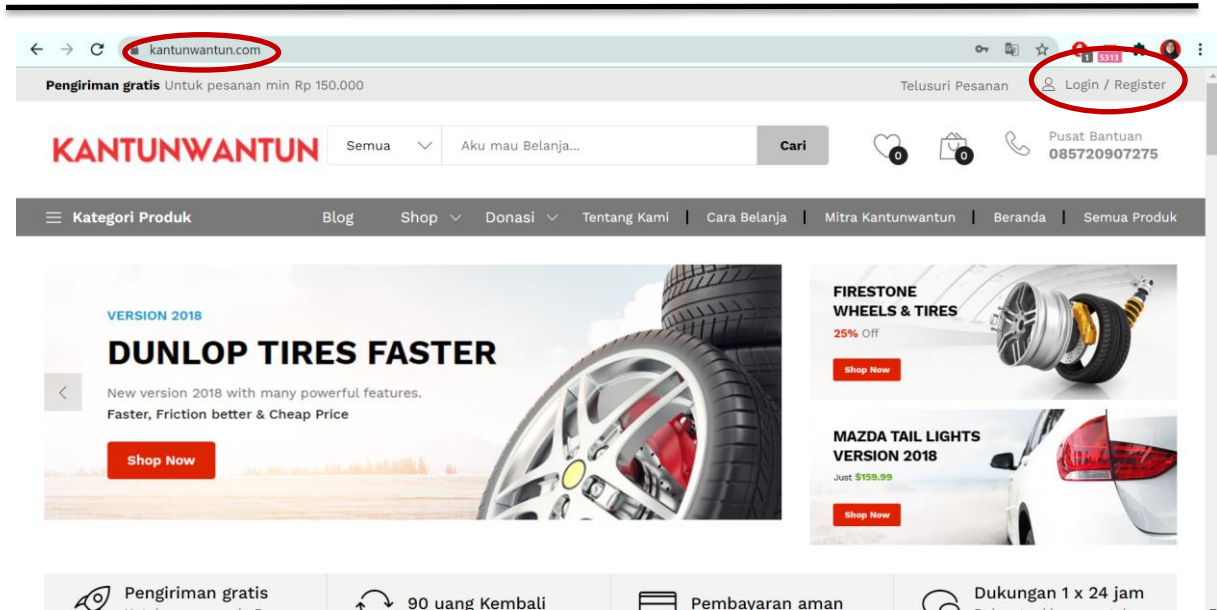 kantunwantun.com
1
5313
Pengiriman gratis Untuk pesanan min Rp 150.000
Telusuri Pesanan
Login / Register
KANTUNWANTUN
Semua
Aku mau Belanja...
Cari
0
0
Pusat Bantuan
085720907275
Kategori Produk
Blog
Shop
Donasi
Tentang Kami
Cara Belanja
Mitra Kantunwantun
Beranda
Semua Produk
VERSION 2018
DUNLOP TIRES FASTER
New version 2018 with many powerful features.
Faster, Friction better & Cheap Price
Shop Now
FIRESTONE
WHEELS & TIRES
25% Off
Shop Now
MAZDA TAIL LIGHTS
VERSION 2018
Just $159.99
Shop Now
Pengiriman gratis
90 uang Kembali
Pembayaran aman
Dukungan 1 x 24 jam